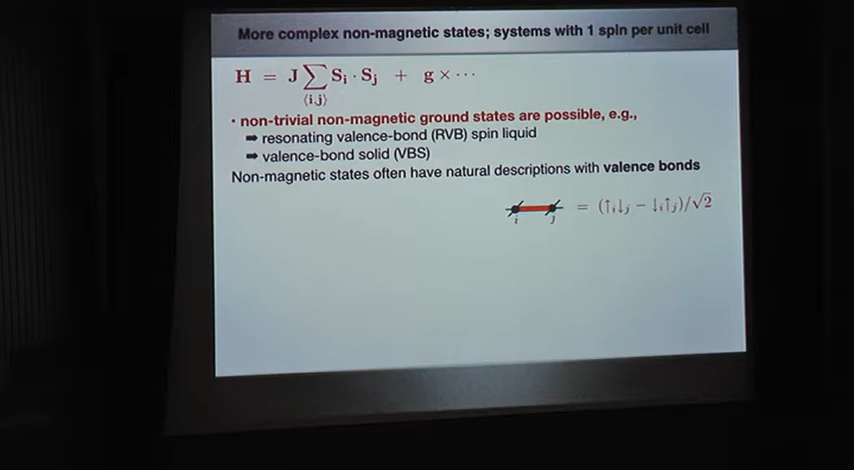 More complex non-magnetic states; systems with 1 spin per unit cell
H = J∑Sᵢ · Sⱼ + g × ···
⟨i,j⟩
· non-trivial non-magnetic ground states are possible, e.g.,
➡ resonating valence-bond (RVB) spin liquid
➡ valence-bond solid (VBS)
Non-magnetic states often have natural descriptions with valence bonds
= (↑ᵢ↓ⱼ − ↓ᵢ↑ⱼ)/√2
i j